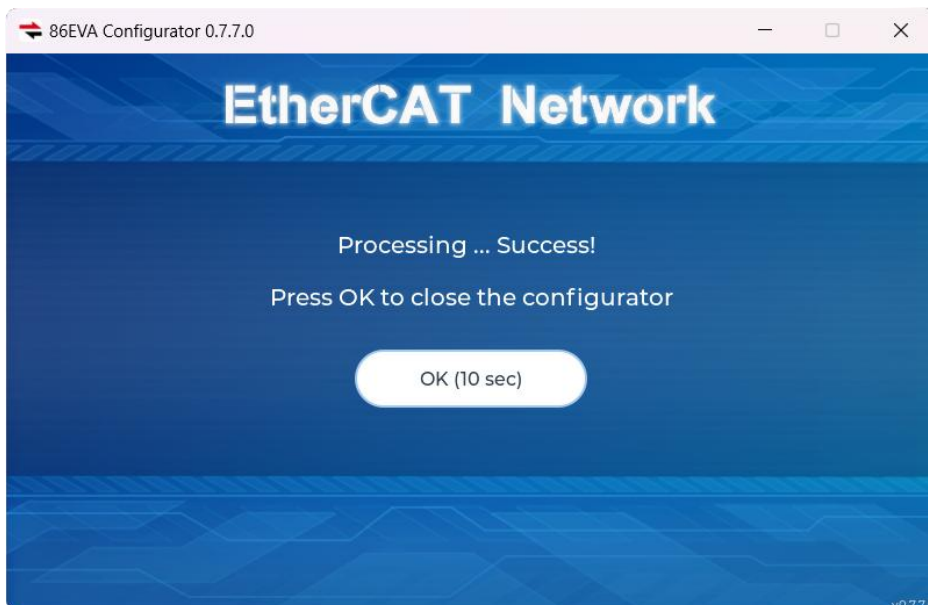 86EVA Configurator 0.7.7.0
EtherCAT Network
Processing ... Success!
Press OK to close the configurator
OK (10 sec)